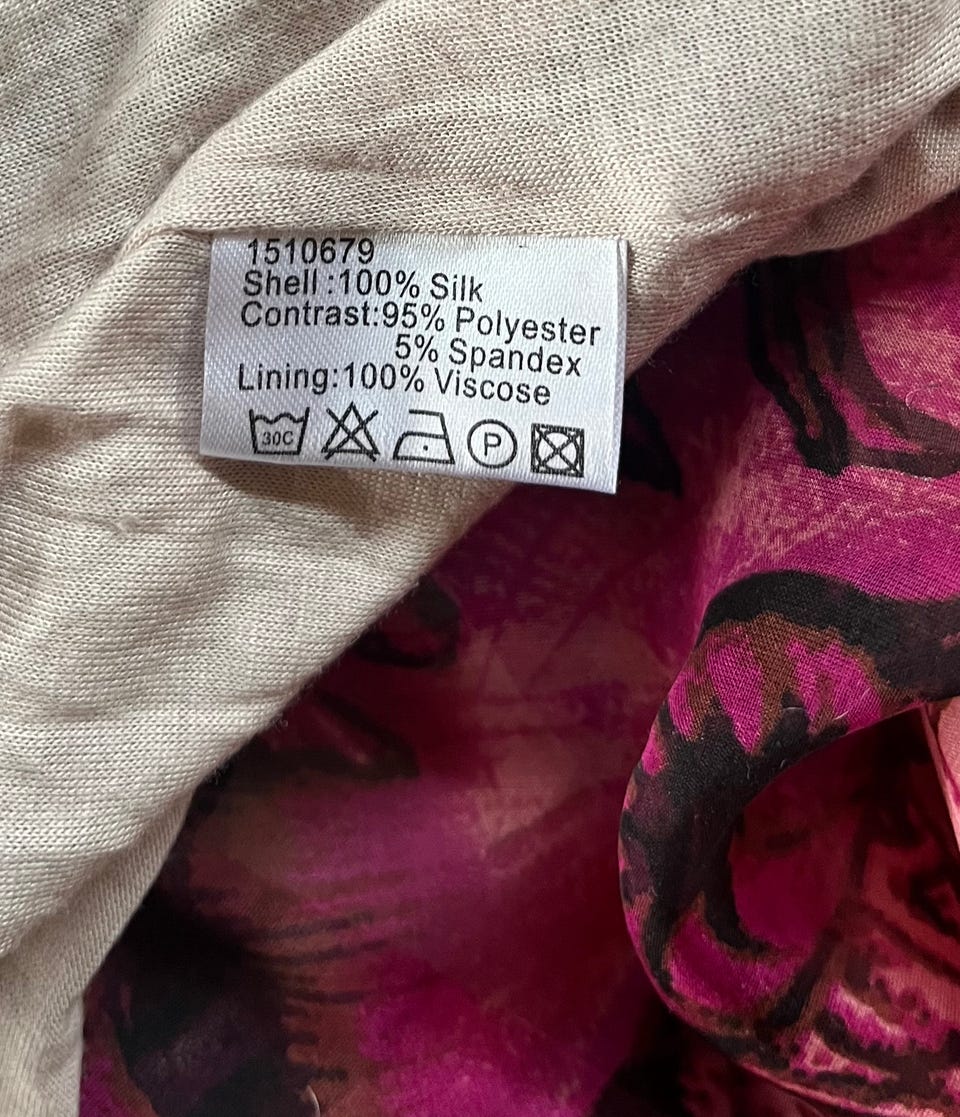 1510679
Shell :100% Silk
Contrast:95% Polyester
5% Spandex
Lining:100% Viscose
30C P